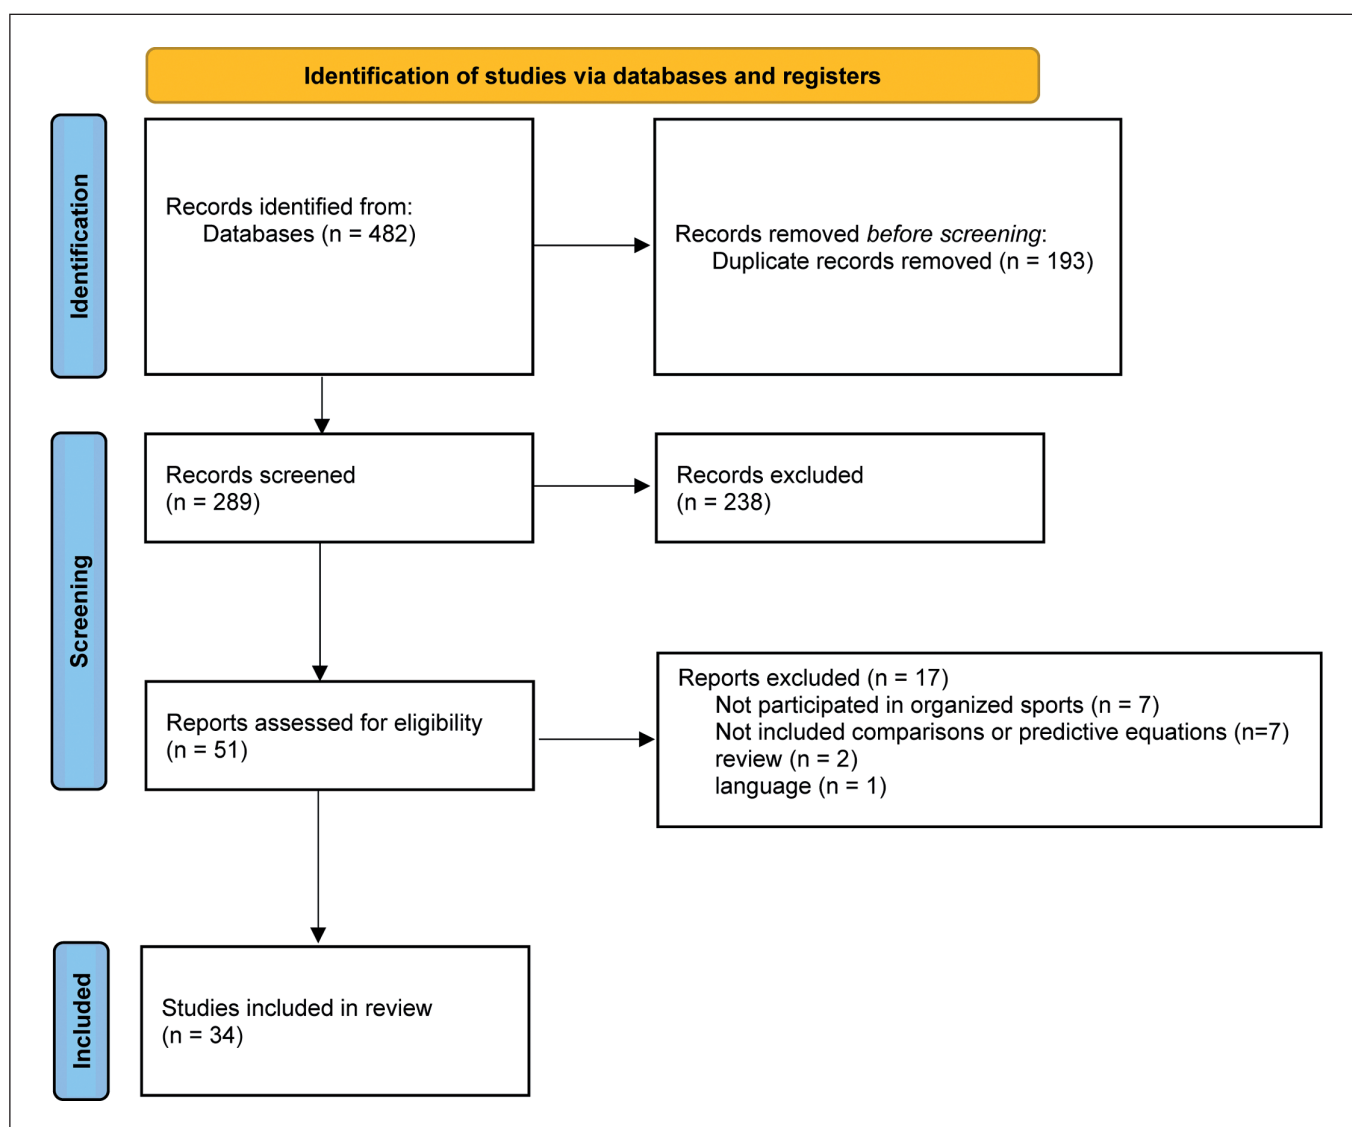 Identification of studies via databases and registers
Identification
Records identified from:
Databases (n = 482)
Records removed before screening:
Duplicate records removed (n = 193)
Screening
Records screened
(n = 289)
Records excluded
(n = 238)
Reports assessed for eligibility
(n = 51)
Reports excluded (n = 17)
Not participated in organized sports (n = 7)
Not included comparisons or predictive equations (n=7)
review (n = 2)
language (n = 1)
Included
Studies included in review
(n = 34)